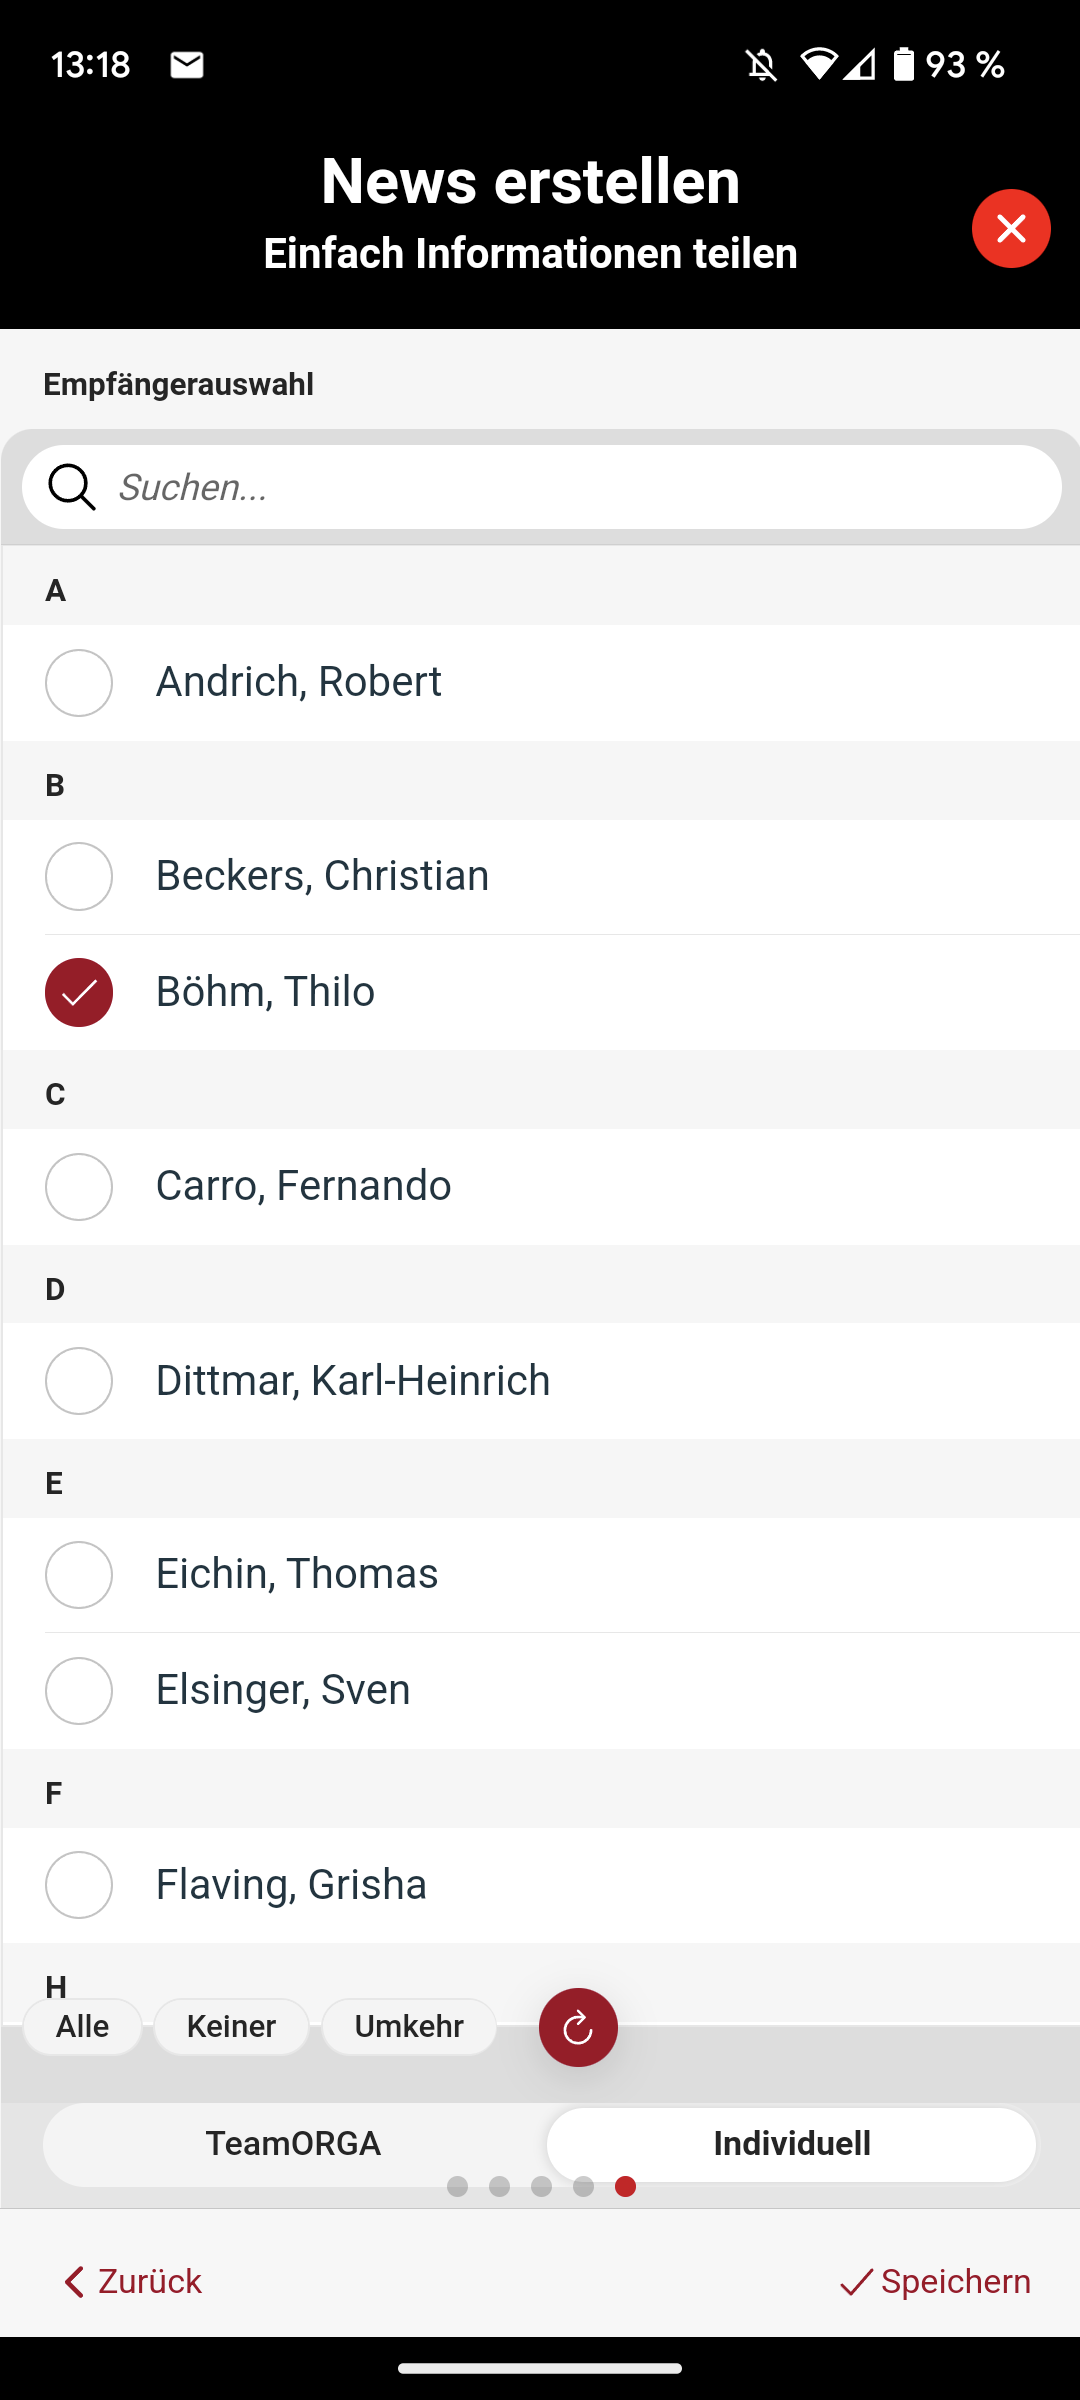 13:18 93 %
News erstellen
Einfach Informationen teilen
Empfängerauswahl
Suchen...
A
Andrich, Robert
B
Beckers, Christian
Böhm, Thilo
C
Carro, Fernando
D
Dittmar, Karl-Heinrich
E
Eichin, Thomas
Elsinger, Sven
F
Flaving, Grisha
H
Alle Keiner Umkehr
TeamORGA Individuell
Zurück Speichern